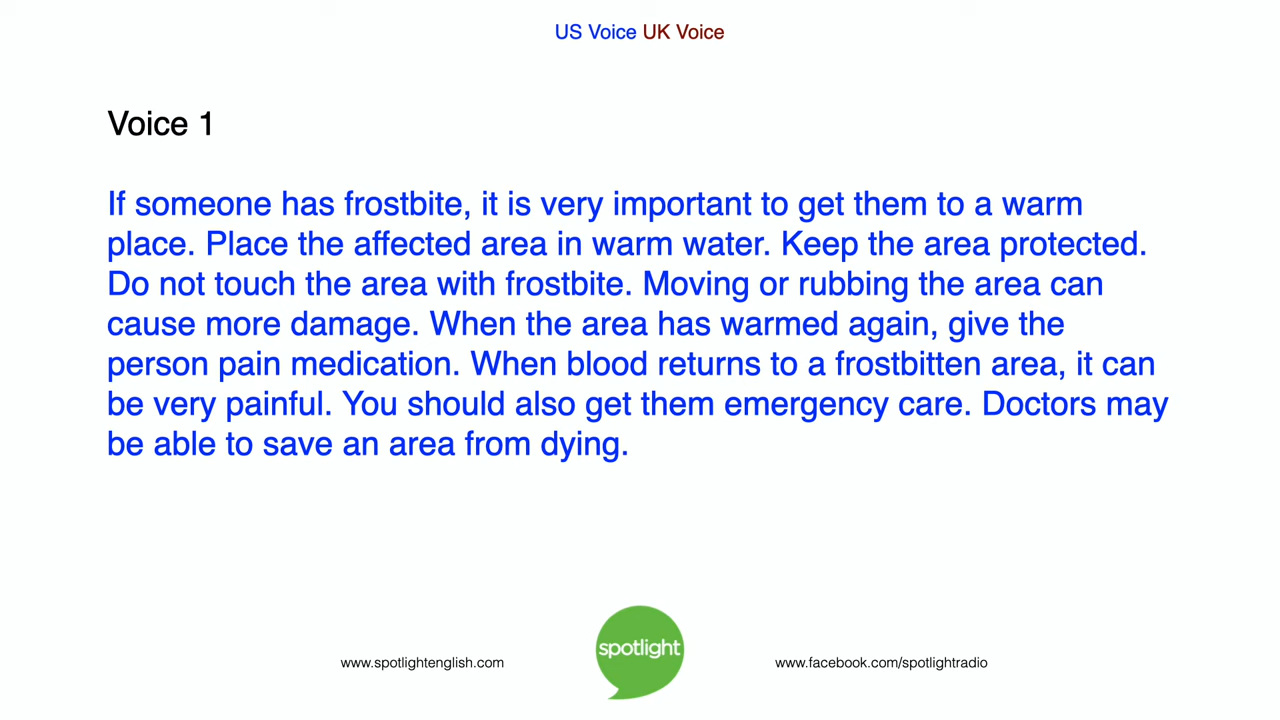 US Voice UK Voice
Voice 1
If someone has frostbite, it is very important to get them to a warm
place. Place the affected area in warm water. Keep the area protected.
Do not touch the area with frostbite. Moving or rubbing the area can
cause more damage. When the area has warmed again, give the
person pain medication. When blood returns to a frostbitten area, it can
be very painful. You should also get them emergency care. Doctors may
be able to save an area from dying.
www.spotlightenglish.com
spotlight
www.facebook.com/spotlightradio